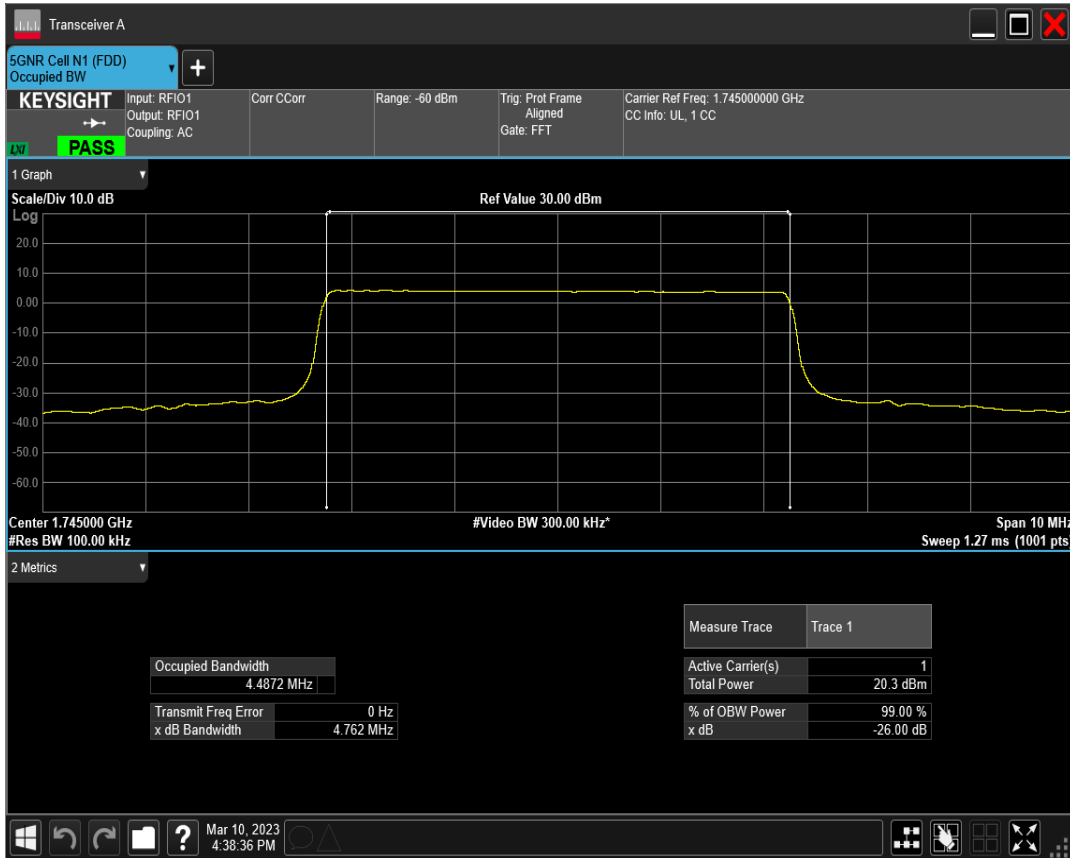 Transceiver A
5GNR Cell N1 (FDD)
Occupied BW
+
KEYSIGHT
LXI
PASS
Input: RFIO1
Output: RFIO1
Coupling: AC
Corr CCorr
Range: -60 dBm
Trig: Prot Frame
Aligned
Gate: FFT
Carrier Ref Freq: 1.745000000 GHz
CC Info: UL, 1 CC
1 Graph
Scale/Div 10.0 dB
Ref Value 30.00 dBm
Log
20.0
10.0
0.00
-10.0
-20.0
-30.0
-40.0
-50.0
-60.0
Center 1.745000 GHz
#Video BW 300.00 kHz*
Span 10 MHz
#Res BW 100.00 kHz
Sweep 1.27 ms (1001 pts)
2 Metrics
Measure Trace Trace 1
Occupied Bandwidth
4.4872 MHz
Active Carrier(s) 1
Total Power 20.3 dBm
Transmit Freq Error 0 Hz
x dB Bandwidth 4.762 MHz
% of OBW Power 99.00 %
x dB -26.00 dB
?
Mar 10, 2023
4:38:36 PM